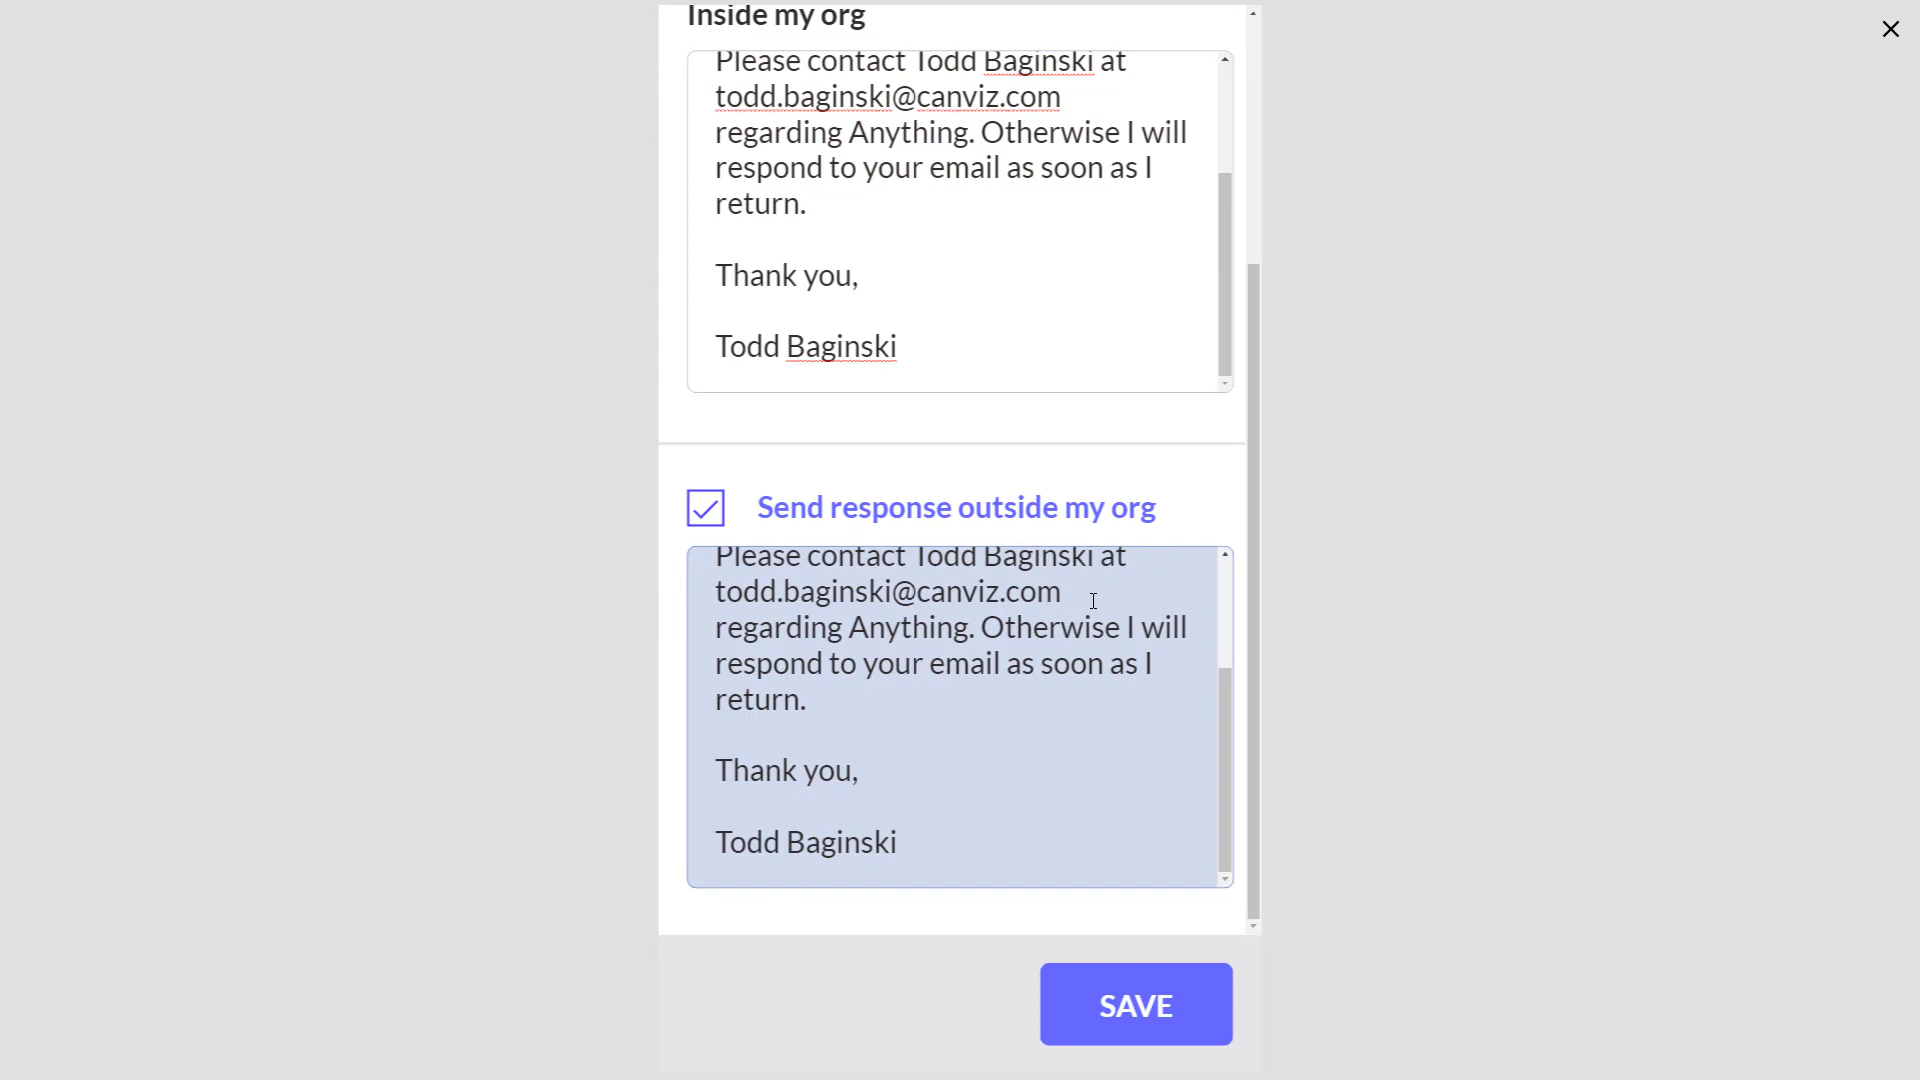 Inside my org
Please contact Todd Baginski at
todd.baginski@canviz.com
regarding Anything. Otherwise I will
respond to your email as soon as I
return.
Thank you,
Todd Baginski
Send response outside my org
Please contact Todd Baginski at
todd.baginski@canviz.com
regarding Anything. Otherwise I will
respond to your email as soon as I
return.
Thank you,
Todd Baginski
SAVE